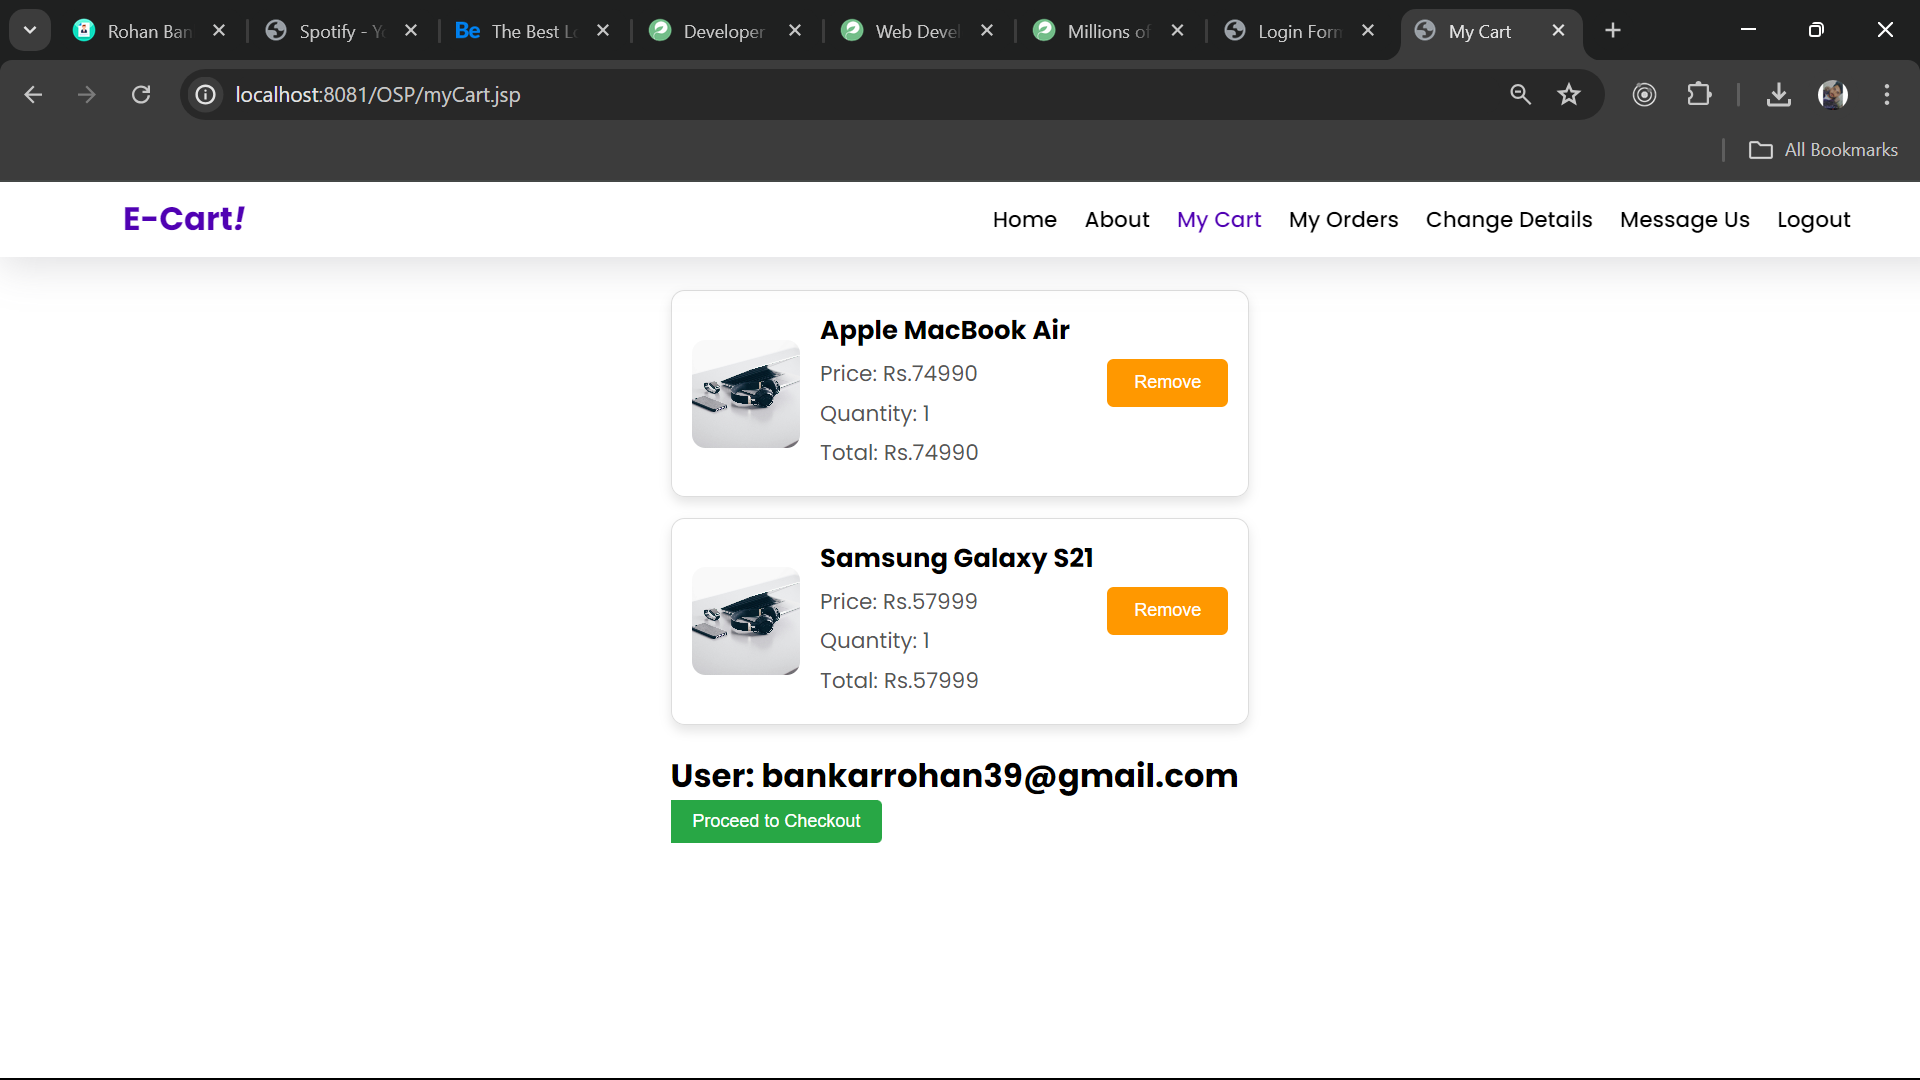 Rohan Ban
Spotify - Yo
Be The Best Lo
Developer
Web Devel
Millions of
Login Form
My Cart
localhost:8081/OSP/myCart.jsp
All Bookmarks
E-Cart!
Home About My Cart My Orders Change Details Message Us Logout
Apple MacBook Air
Price: Rs.74990
Quantity: 1
Total: Rs.74990
Remove
Samsung Galaxy S21
Price: Rs.57999
Quantity: 1
Total: Rs.57999
Remove
User: bankarrohan39@gmail.com
Proceed to Checkout